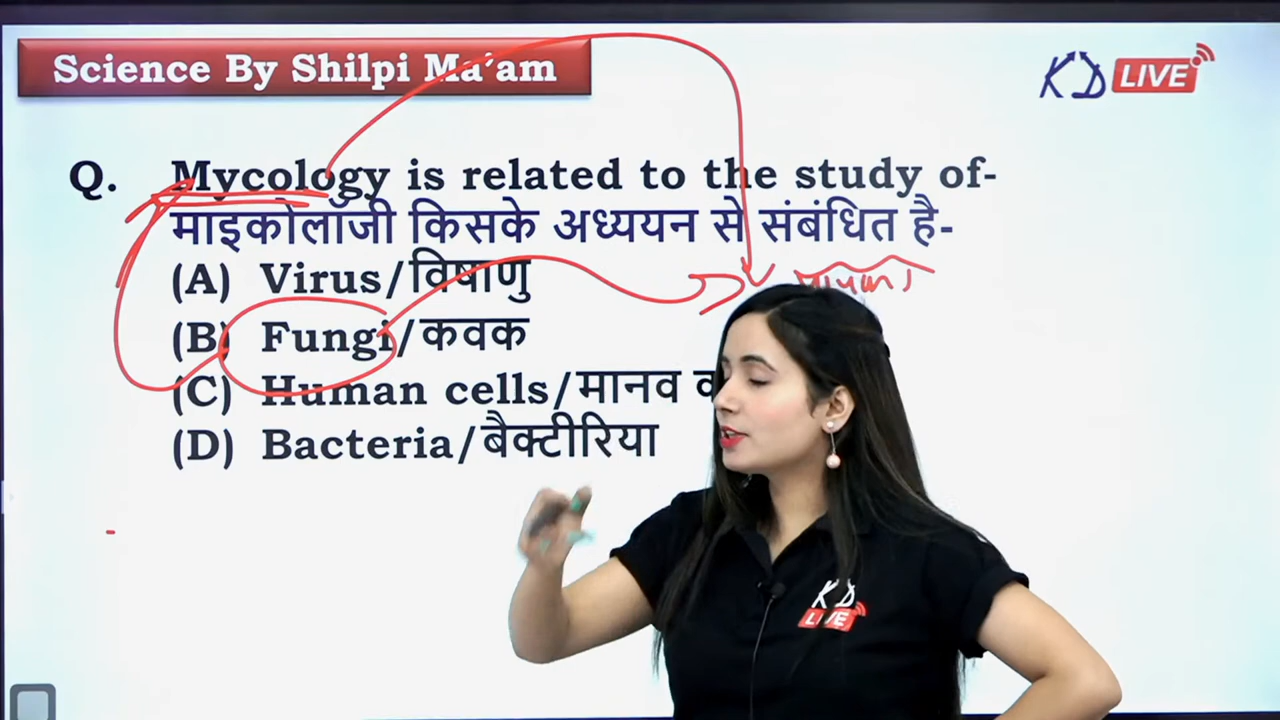 Science By Shilpi Ma’am
KD LIVE
Q. Mycology is related to the study of-
माइकोलॉजी किसके अध्ययन से संबंधित है-
(A) Virus/विषाणु
(B) Fungi/कवक
(C) Human cells/मानव
(D) Bacteria/बैक्टीरिया
KD
LIVE